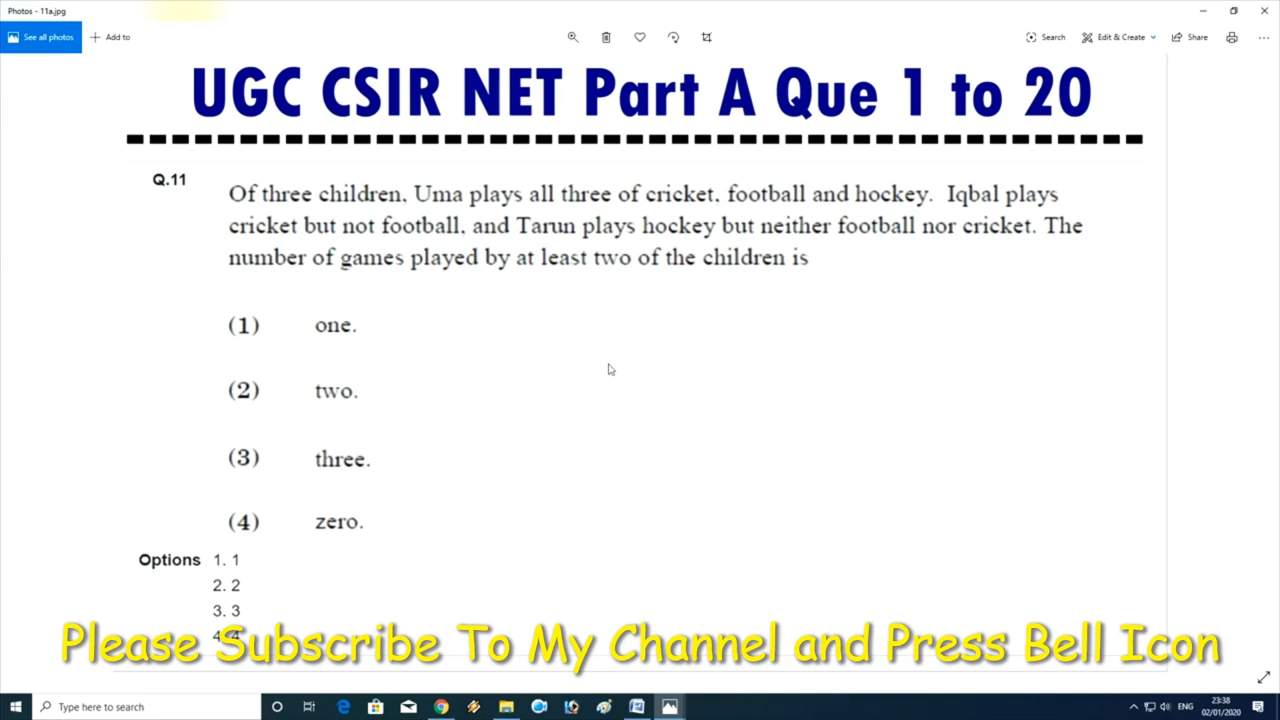 Photos - 11a.jpg
See all photos
Add to
Search
Edit & Create
Share
UGC CSIR NET Part A Que 1 to 20
Q.11
Of three children, Uma plays all three of cricket, football and hockey. Iqbal plays
cricket but not football, and Tarun plays hockey but neither football nor cricket. The
number of games played by at least two of the children is
(1) one.
(2) two.
(3) three.
(4) zero.
Options 1. 1
2. 2
3. 3
4. 4
Please Subscribe To My Channel and Press Bell Icon
Type here to search
ENG
23:38
02/01/2020